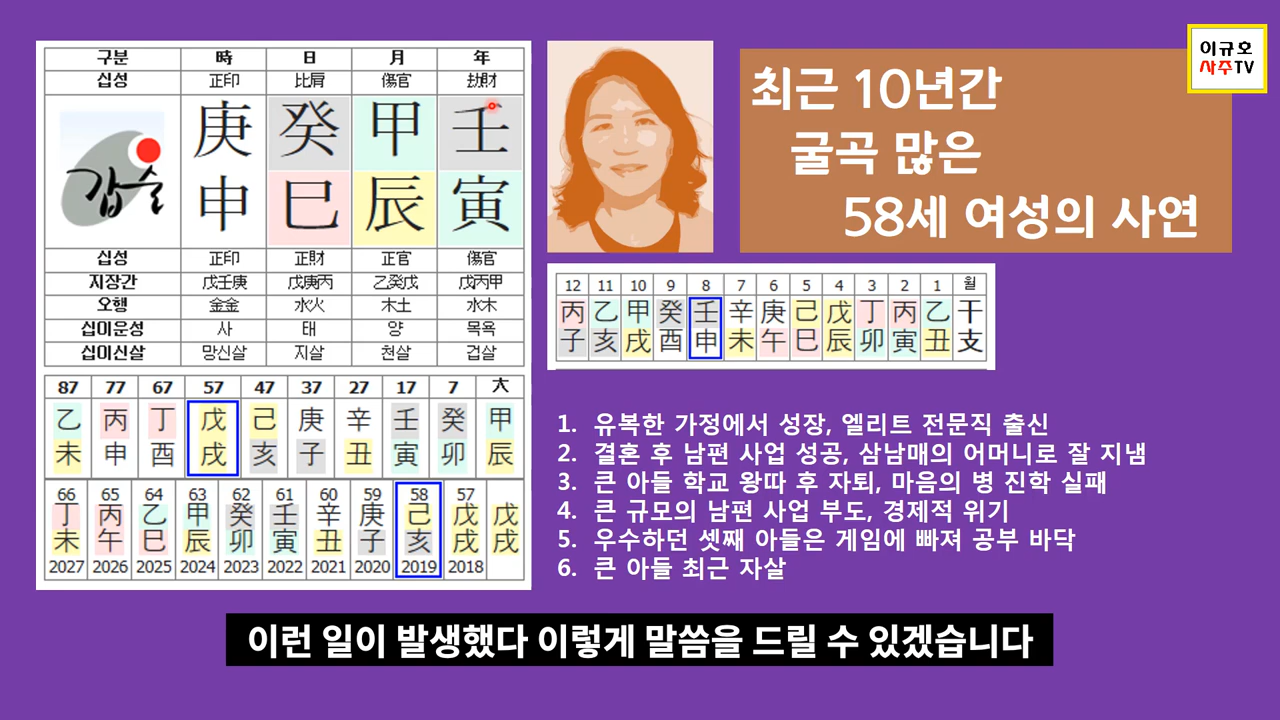 구분 時 日 月 年
십성 正印 比肩 傷官 劫財
갑술
庚 癸 甲 壬
申 巳 辰 寅
십성 正印 正財 正官 傷官
지장간 戊壬庚 戊庚丙 乙癸戊 戊丙甲
오행 金金 水火 木土 水木
십이운성 사 태 양 목욕
십이신살 망신살 지살 천살 겁살
87 77 67 57 47 37 27 17 7 六
乙 丙 丁 戊 己 庚 辛 壬 癸 甲
未 申 酉 戌 亥 子 丑 寅 卯 辰
66 65 64 63 62 61 60 59 58 57
丁 丙 乙 甲 癸 壬 辛 庚 己 戊 戊
未 午 巳 辰 卯 寅 丑 子 亥 戌 戌
2027 2026 2025 2024 2023 2022 2021 2020 2019 2018
이규호
사주TV
최근 10년간
굴곡 많은
58세 여성의 사연
12 11 10 9 8 7 6 5 4 3 2 1 월
丙 乙 甲 癸 壬 辛 庚 己 戊 丁 丙 乙 干
子 亥 戌 酉 申 未 午 巳 辰 卯 寅 丑 支
1. 유복한 가정에서 성장, 엘리트 전문직 출신
2. 결혼 후 남편 사업 성공, 삼남매의 어머니로 잘 지냄
3. 큰 아들 학교 왕따 후 자퇴, 마음의 병 진학 실패
4. 큰 규모의 남편 사업 부도, 경제적 위기
5. 우수하던 셋째 아들은 게임에 빠져 공부 바닥
6. 큰 아들 최근 자살
이런 일이 발생했다 이렇게 말씀을 드릴 수 있겠습니다